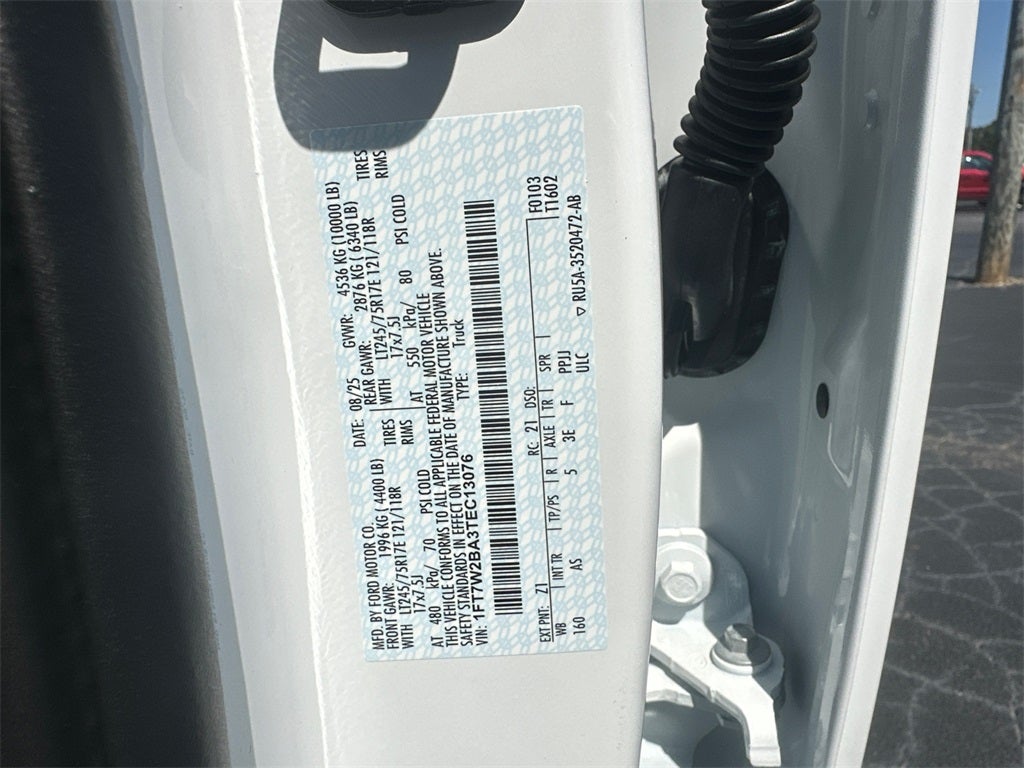 MFD. BY FORD MOTOR CO.
DATE: 08/25 GVWR: 4536 KG (10000 LB)
FRONT GAWR: 1996 KG ( 4400 LB)
REAR GAWR: 2876 KG ( 6340 LB)
WITH LT245/75R17E 121/118R TIRES
WITH LT245/75R17E 121/118R TIRES
17x7.5J RIMS
17x7.5J RIMS
AT 480 kPa/ 70 PSI COLD
AT 550 kPa/ 80 PSI COLD
THIS VEHICLE CONFORMS TO ALL APPLICABLE FEDERAL MOTOR VEHICLE
SAFETY STANDARDS IN EFFECT ON THE DATE OF MANUFACTURE SHOWN ABOVE.
VIN: 1FT7W2BA3TEC13076 TYPE: Truck
EXT PNT: Z1 RC: 21 DSO: F0103
WB INT TR TP/PS R AXLE TR SPR T1602
160 AS 5 3E F PPJJ
ULC ▽ RU5A-3520472-AB